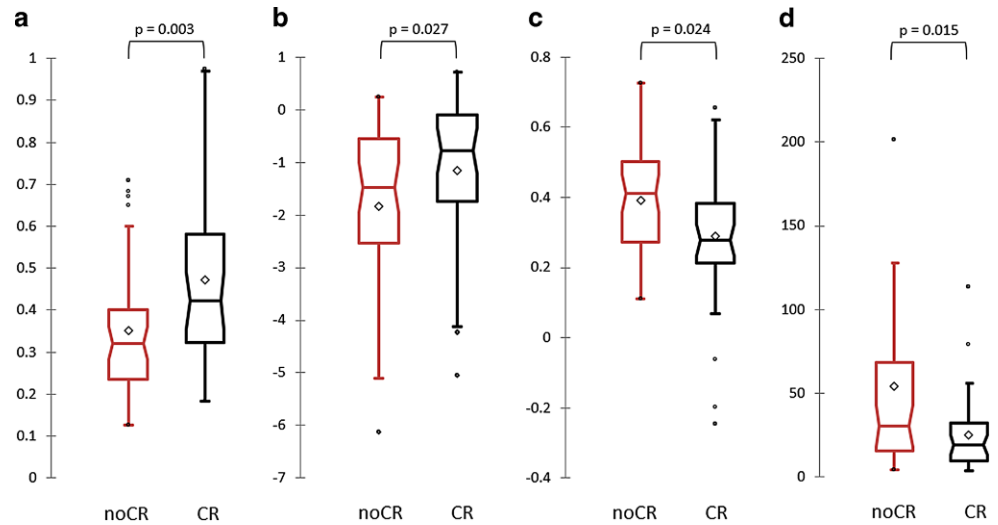 a
p = 0.003
1
0.9
0.8
0.7
0.6
0.5
0.4
0.3
0.2
0.1
0
noCR CR
b
p = 0.027
1
0
-1
-2
-3
-4
-5
-6
-7
noCR CR
c
p = 0.024
0.8
0.6
0.4
0.2
0
-0.2
-0.4
noCR CR
d
p = 0.015
250
200
150
100
50
0
noCR CR